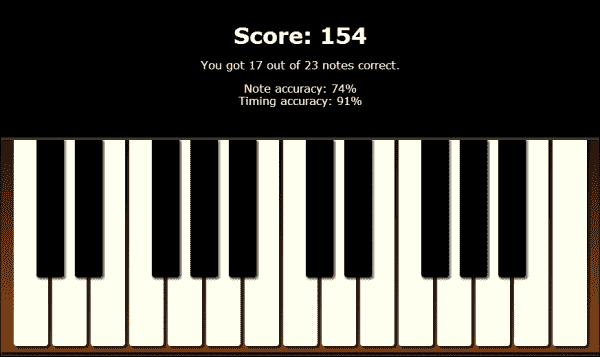 Score: 154
You got 17 out of 23 notes correct.
Note accuracy: 74%
Timing accuracy: 91%